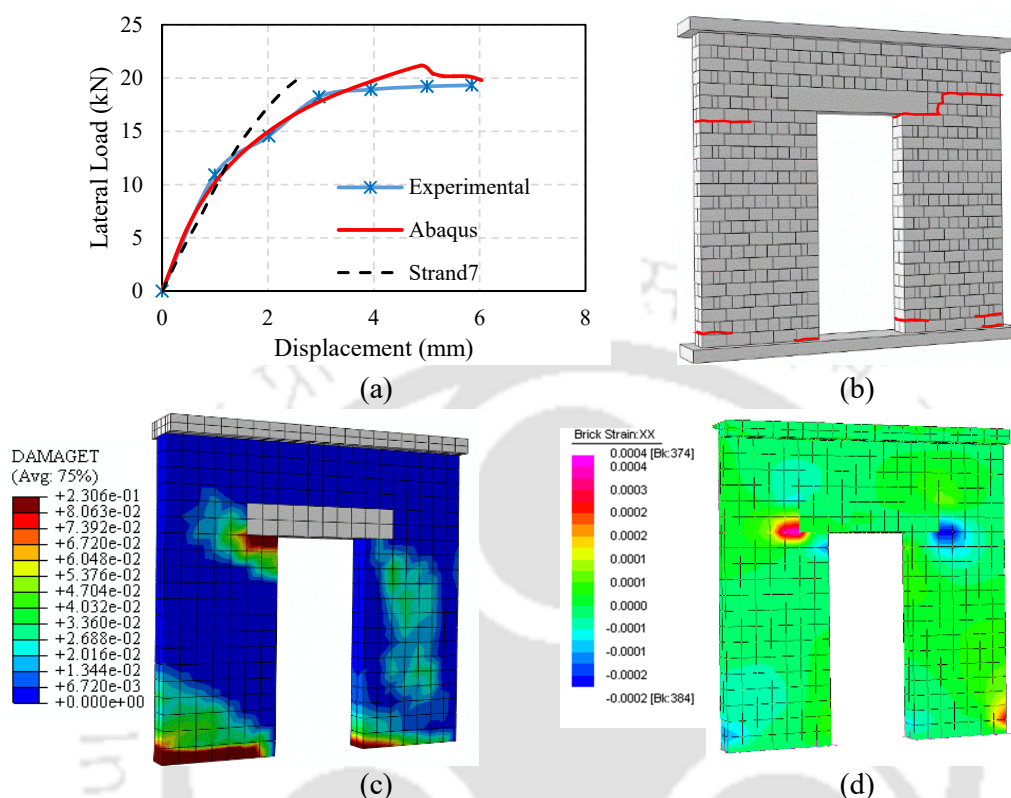 25
20
15
10
5
0
Lateral Load (kN)
0 2 4 6 8
Displacement (mm)
Experimental
Abaqus
Strand7
(a)
(b)
DAMAGET
(Avg: 75%)
+2.306e-01
+8.063e-02
+7.392e-02
+6.720e-02
+6.048e-02
+5.376e-02
+4.704e-02
+4.032e-02
+3.360e-02
+2.688e-02
+2.016e-02
+1.344e-02
+6.720e-03
+0.000e+00
(c)
Brick Strain:XX
0.0004 [Bk:374]
0.0004
0.0003
0.0002
0.0002
0.0001
0.0001
0.0000
-0.0001
-0.0001
-0.0002
-0.0002 [Bk:384]
(d)